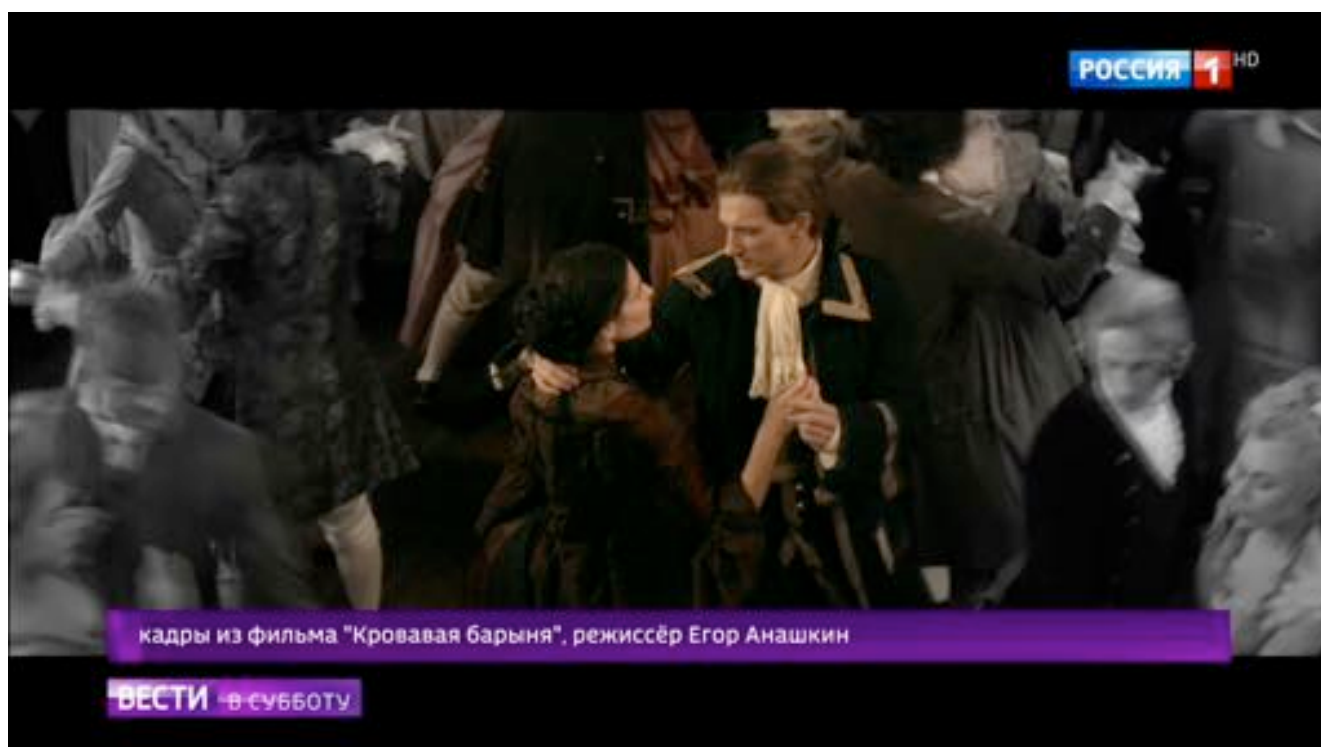 РОССИЯ 1 HD
кадры из фильма "Кровавая барыня", режиссёр Егор Анашкин
ВЕСТИ В СУББОТУ